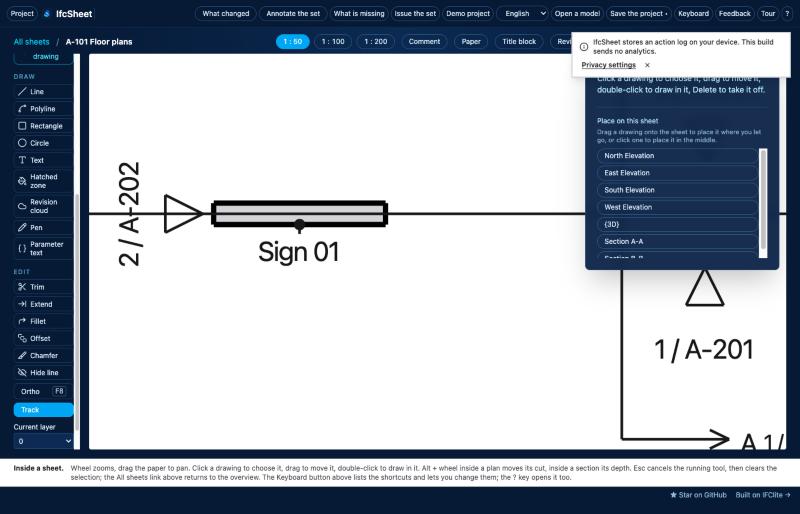 Project
IfcSheet
What changed
Annotate the set
What is missing
Issue the set
Demo project
English
Open a model
Save the project
Keyboard
Feedback
Tour
?
All sheets / A-101 Floor plans
1 : 50
1 : 100
1 : 200
Comment
Paper
Title block
IfcSheet stores an action log on your device. This build
sends no analytics.
Privacy settings ×
drawing
DRAW
Line
Polyline
Rectangle
Circle
T Text
Hatched
zone
Revision
cloud
Pen
{ } Parameter
text
EDIT
Trim
Extend
Fillet
Offset
Chamfer
Hide line
Ortho F8
Track
Current layer
0
2 / A-202
Sign 01
Click a drawing to choose it, drag to move it,
double-click to draw in it, Delete to take it off.
Place on this sheet
Drag a drawing onto the sheet to place it where you let
go, or click one to place it in the middle.
North Elevation
East Elevation
South Elevation
West Elevation
{3D}
Section A-A
Section B-B
1 / A-201
A 1/
Inside a sheet. Wheel zooms, drag the paper to pan. Click a drawing to choose it, drag to move it, double-click to draw in it. Alt + wheel inside a plan moves its cut, inside a section its depth. Esc cancels the running tool, then clears the
selection; the All sheets link above returns to the overview. The Keyboard button above lists the shortcuts and lets you change them; the ? key opens it too.
★ Star on GitHub
Built on IFClite →